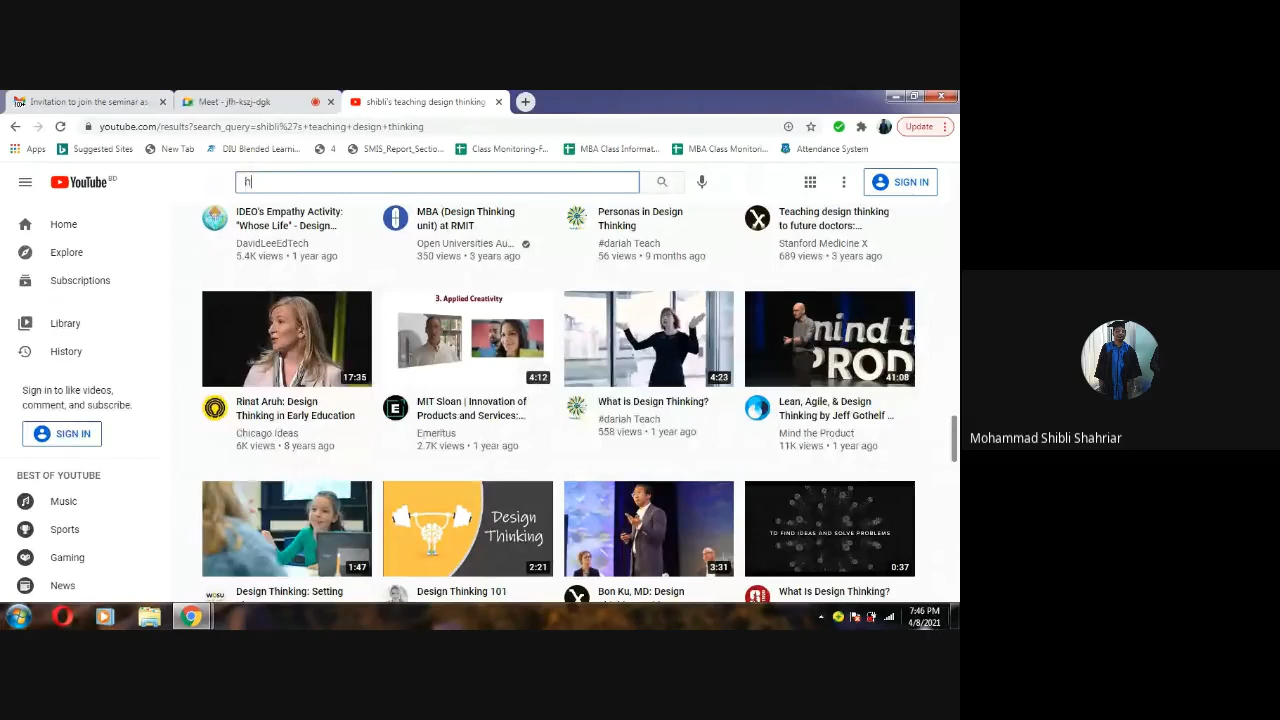 Invitation to join the seminar as
Meet - jfh-kszj-dgk
shibli's teaching design thinking
youtube.com/results?search_query=shibli%27s+teaching+design+thinking
Update
Apps
Suggested Sites
New Tab
DIU Blended Learni...
4
SMIS_Report_Sectio...
Class Monitoring-F...
MBA Class Informat...
MBA Class Monitori...
Attendance System
YouTube BD
h
SIGN IN
Home
Explore
Subscriptions
Library
History
Sign in to like videos,
comment, and subscribe.
SIGN IN
BEST OF YOUTUBE
Music
Sports
Gaming
News
IDEO's Empathy Activity:
"Whose Life" - Design...
DavidLeeEdTech
5.4K views • 1 year ago
MBA (Design Thinking
unit) at RMIT
Open Universities Au...
350 views • 3 years ago
Personas in Design
Thinking
#dariah Teach
56 views • 9 months ago
Teaching design thinking
to future doctors:...
Stanford Medicine X
689 views • 3 years ago
17:35
Rinat Aruh: Design
Thinking in Early Education
Chicago Ideas
6K views • 8 years ago
3. Applied Creativity
4:12
MIT Sloan | Innovation of
Products and Services:...
Emeritus
2.7K views • 1 year ago
4:23
What is Design Thinking?
#dariah Teach
558 views • 1 year ago
mind t
PROD
41:08
Lean, Agile, & Design
Thinking by Jeff Gothelf ...
Mind the Product
11K views • 1 year ago
1:47
WOSU
Design Thinking: Setting
Design
Thinking
2:21
Design Thinking 101
3:31
Bon Ku, MD: Design
TO FIND IDEAS AND SOLVE PROBLEMS
0:37
What Is Design Thinking?
7:46 PM
4/8/2021
Mohammad Shibli Shahriar